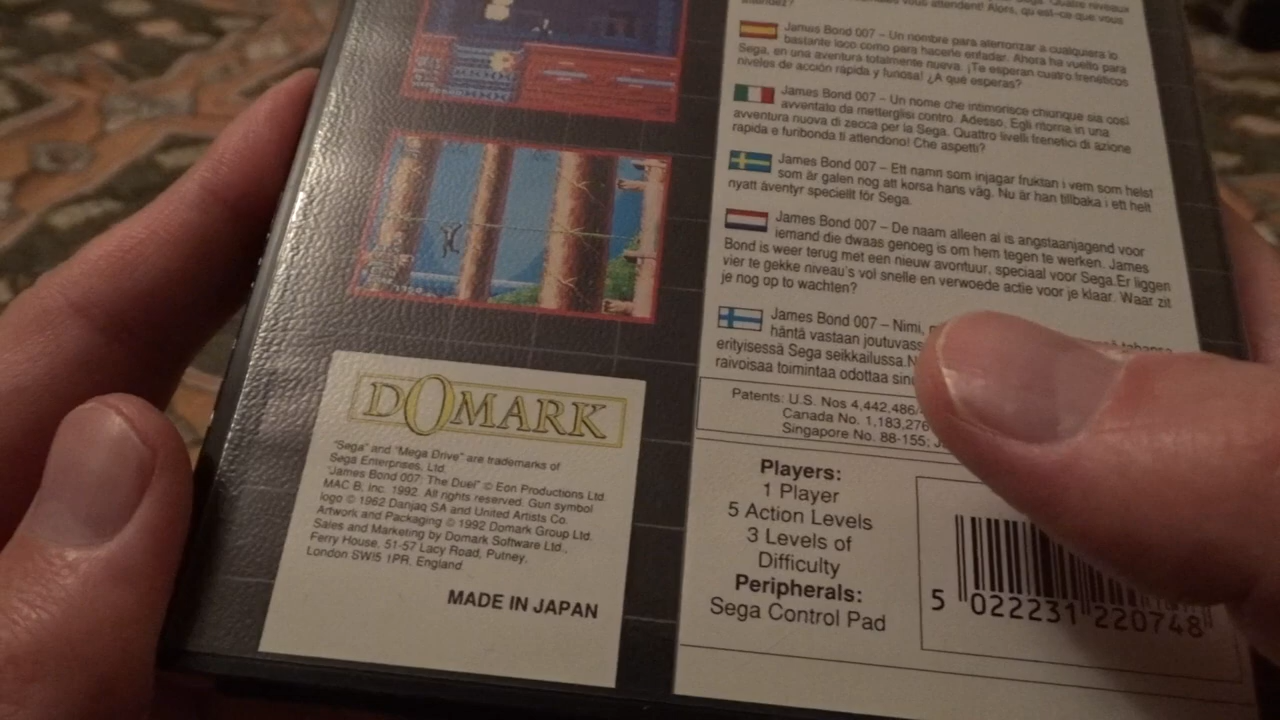 vous attendent! Alors, qu'est-ce que vous
attendez?
James Bond 007 – Un nombre para aterrorizar a cualquiera lo
bastante loco como para hacerle enfadar. Ahora ha vuelto para
Sega, en una aventura totalmente nueva. ¡Te esperan cuatro frenéticos
niveles de acción rápida y furiosa! ¿A qué esperas?
James Bond 007 – Un nome che intimorisce chiunque sia così
avventato da metterglisi contro. Adesso, Egli ritorna in una
avventura nuova di zecca per la Sega. Quattro livelli frenetici di azione
rapida e furibonda ti attendono! Che aspetti?
James Bond 007 – Ett namn som injagar fruktan i vem som helst
som är galen nog att korsa hans väg. Nu är han tillbaka i ett helt
nyatt äventyr speciellt för Sega.
James Bond 007 – De naam alleen al is angstaanjagend voor
iemand die dwaas genoeg is om hem tegen te werken. James
Bond is weer terug met een nieuw avontuur, speciaal voor Sega.Er liggen
vier te gekke niveau's vol snelle en verwoede actie voor je klaar. Waar zit
je nog op to wachten?
James Bond 007 – Nimi,
häntä vastaan joutuvass
erityisessä Sega seikkailussa.N
raivoisaa toimintaa odottaa sinu
Patents: U.S. Nos 4,442,486/
Canada No. 1,183,276
Singapore No. 88-155;
Players:
1 Player
5 Action Levels
3 Levels of
Difficulty
Peripherals:
Sega Control Pad
5 022231 220748
DOMARK
"Sega" and "Mega Drive" are trademarks of
Sega Enterprises, Ltd.
"James Bond 007: The Duel" © Eon Productions Ltd.
MAC B, Inc. 1992. All rights reserved. Gun symbol
logo © 1962 Danjaq SA and United Artists Co.
Artwork and Packaging © 1992 Domark Group Ltd.
Sales and Marketing by Domark Software Ltd.,
Ferry House, 51-57 Lacy Road, Putney,
London SW15 1PR, England
MADE IN JAPAN